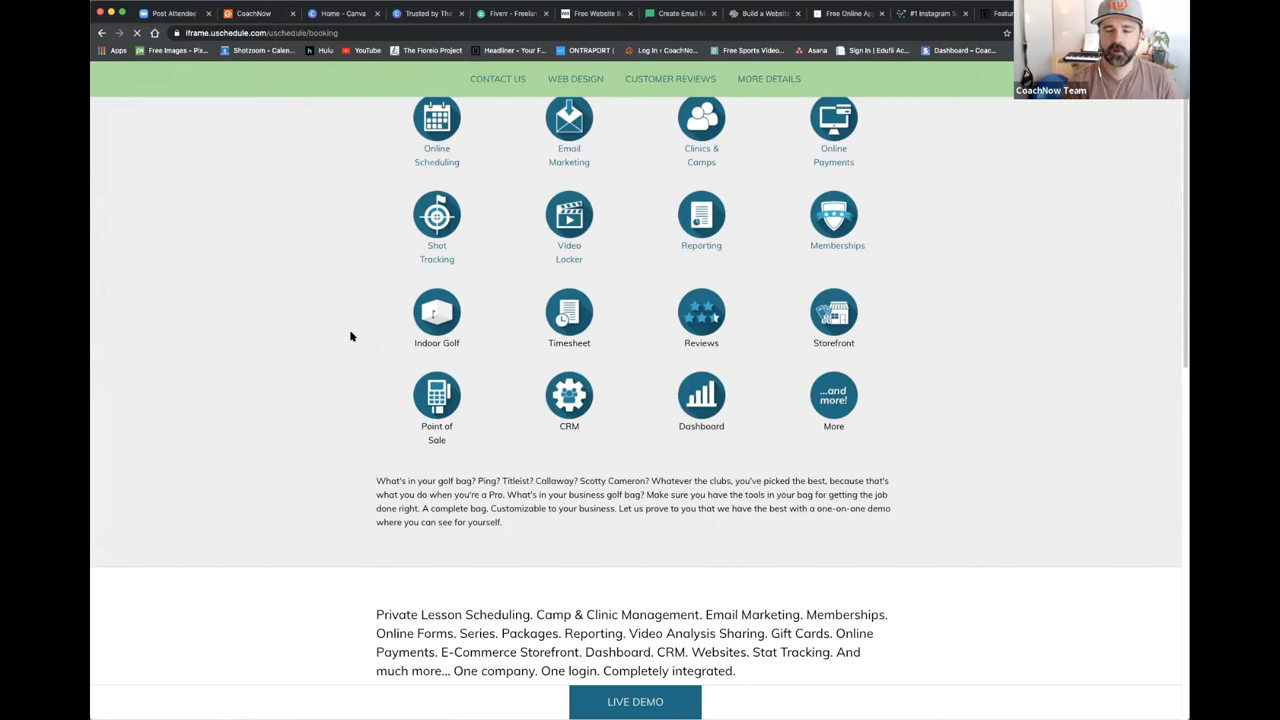 Post Attendee
CoachNow
Home - Canva
Trusted by The
Fiverr - Freelan
Free Website B
Create Email M
Build a Websit
Free Online Ap
#1 Instagram S
Featur
iframe.uschedule.com/uschedule/booking
Apps
Free Images - Pix...
Shotzoom - Calen...
Hulu
YouTube
The Floreio Project
Headliner - Your F...
ONTRAPORT |
Log In ‹ CoachNo...
Free Sports Video...
Asana
Sign In | Edufii Ac...
Dashboard – Coac...
CoachNow Team
CONTACT US
WEB DESIGN
CUSTOMER REVIEWS
MORE DETAILS
Online
Scheduling
Email
Marketing
Clinics &
Camps
Online
Payments
Shot
Tracking
Video
Locker
Reporting
Memberships
Indoor Golf
Timesheet
Reviews
Storefront
...and
more!
Point of
Sale
CRM
Dashboard
More
What's in your golf bag? Ping? Titleist? Callaway? Scotty Cameron? Whatever the clubs, you've picked the best, because that's
what you do when you're a Pro. What's in your business golf bag? Make sure you have the tools in your bag for getting the job
done right. A complete bag. Customizable to your business. Let us prove to you that we have the best with a one-on-one demo
where you can see for yourself.
Private Lesson Scheduling. Camp & Clinic Management. Email Marketing. Memberships.
Online Forms. Series. Packages. Reporting. Video Analysis Sharing. Gift Cards. Online
Payments. E-Commerce Storefront. Dashboard. CRM. Websites. Stat Tracking. And
much more... One company. One login. Completely integrated.
LIVE DEMO